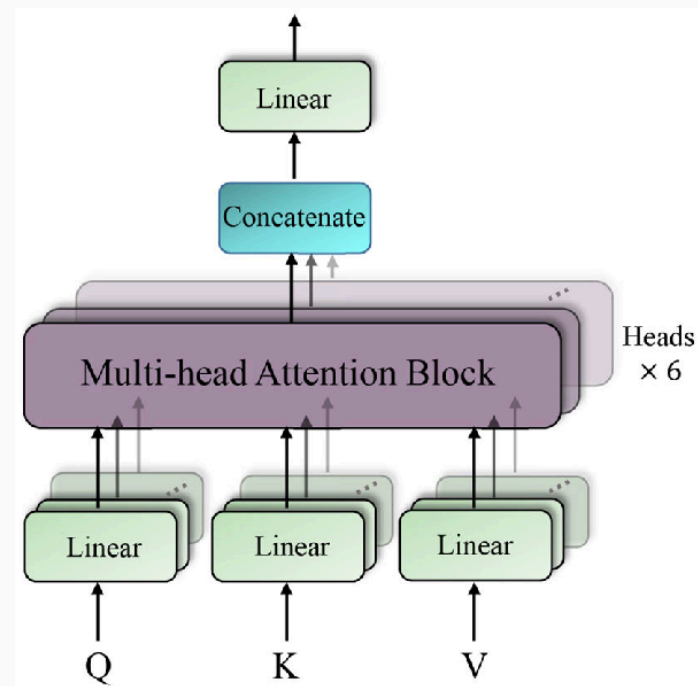 Linear
Concatenate
Multi-head Attention Block
Heads
× 6
Linear
Linear
Linear
Q
K
V